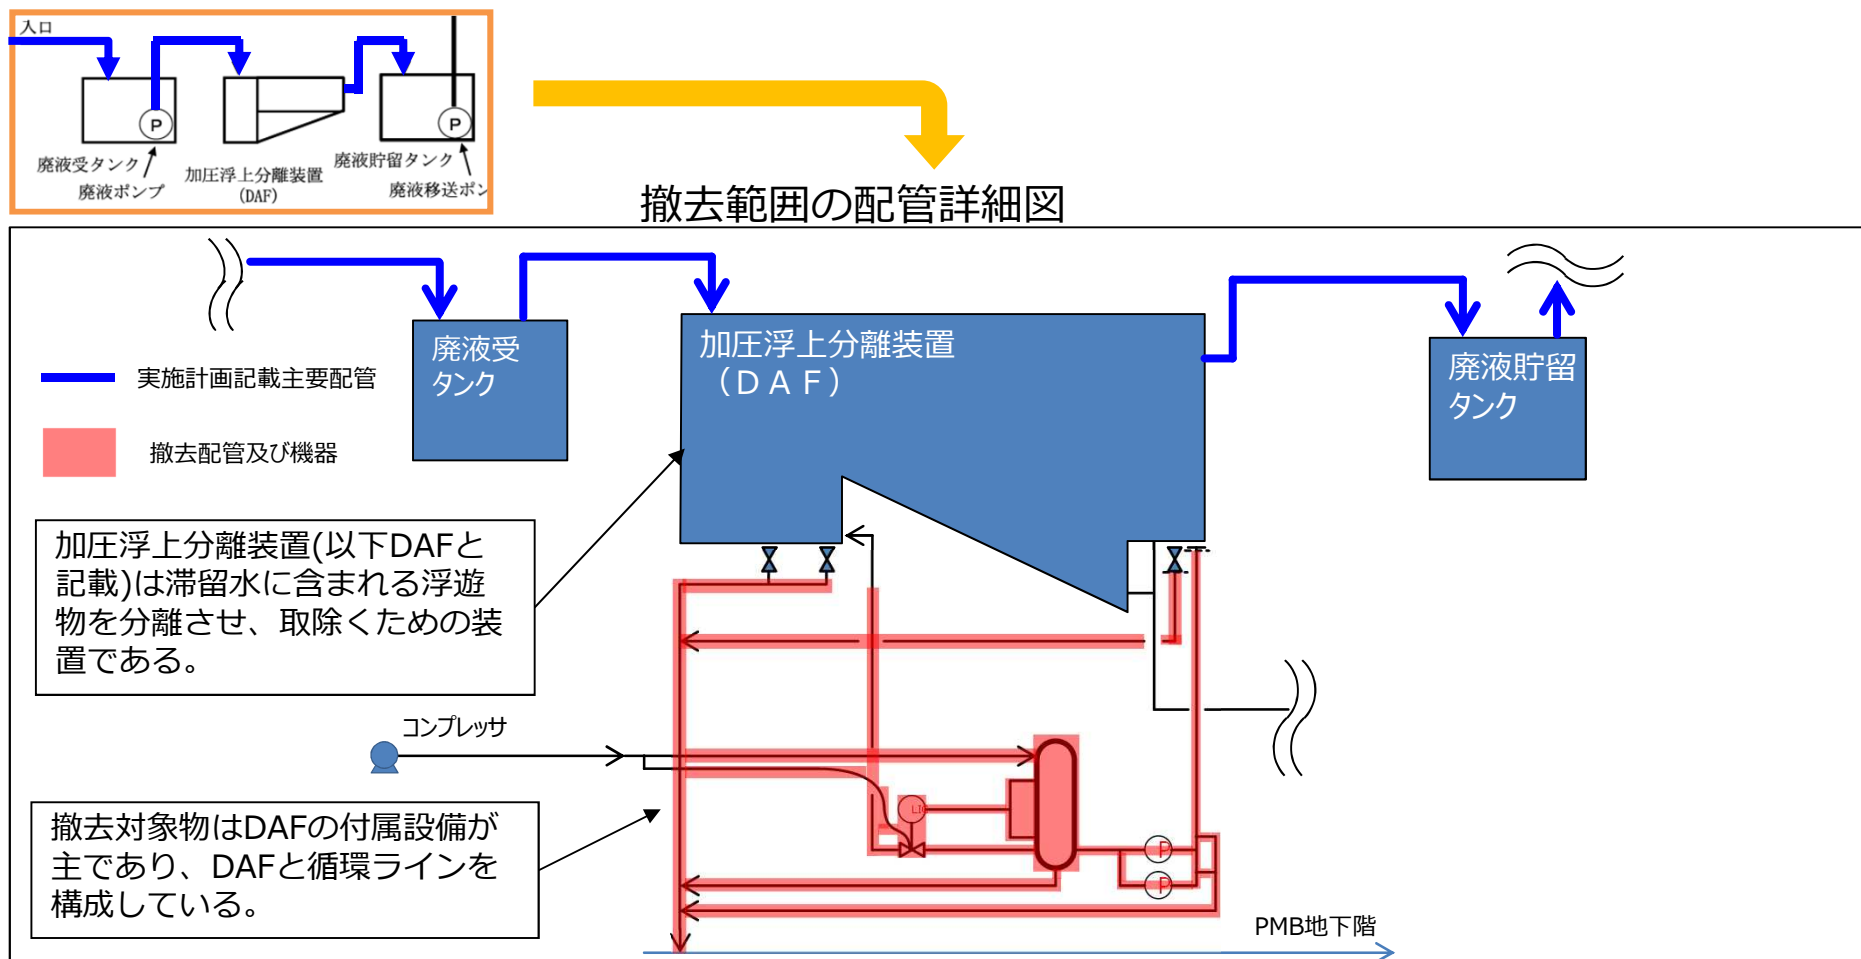 入口
P
P
廃液受タンク
廃液ポンプ
加圧浮上分離装置
(DAF)
廃液貯留タンク
廃液移送ポン
撤去範囲の配管詳細図
廃液受
タンク
加圧浮上分離装置
（ＤＡＦ）
廃液貯留
タンク
実施計画記載主要配管
撤去配管及び機器
加圧浮上分離装置(以下DAFと
記載)は滞留水に含まれる浮遊
物を分離させ、取除くための装
置である。
コンプレッサ
LIC
P
P
撤去対象物はDAFの付属設備が
主であり、DAFと循環ラインを
構成している。
PMB地下階